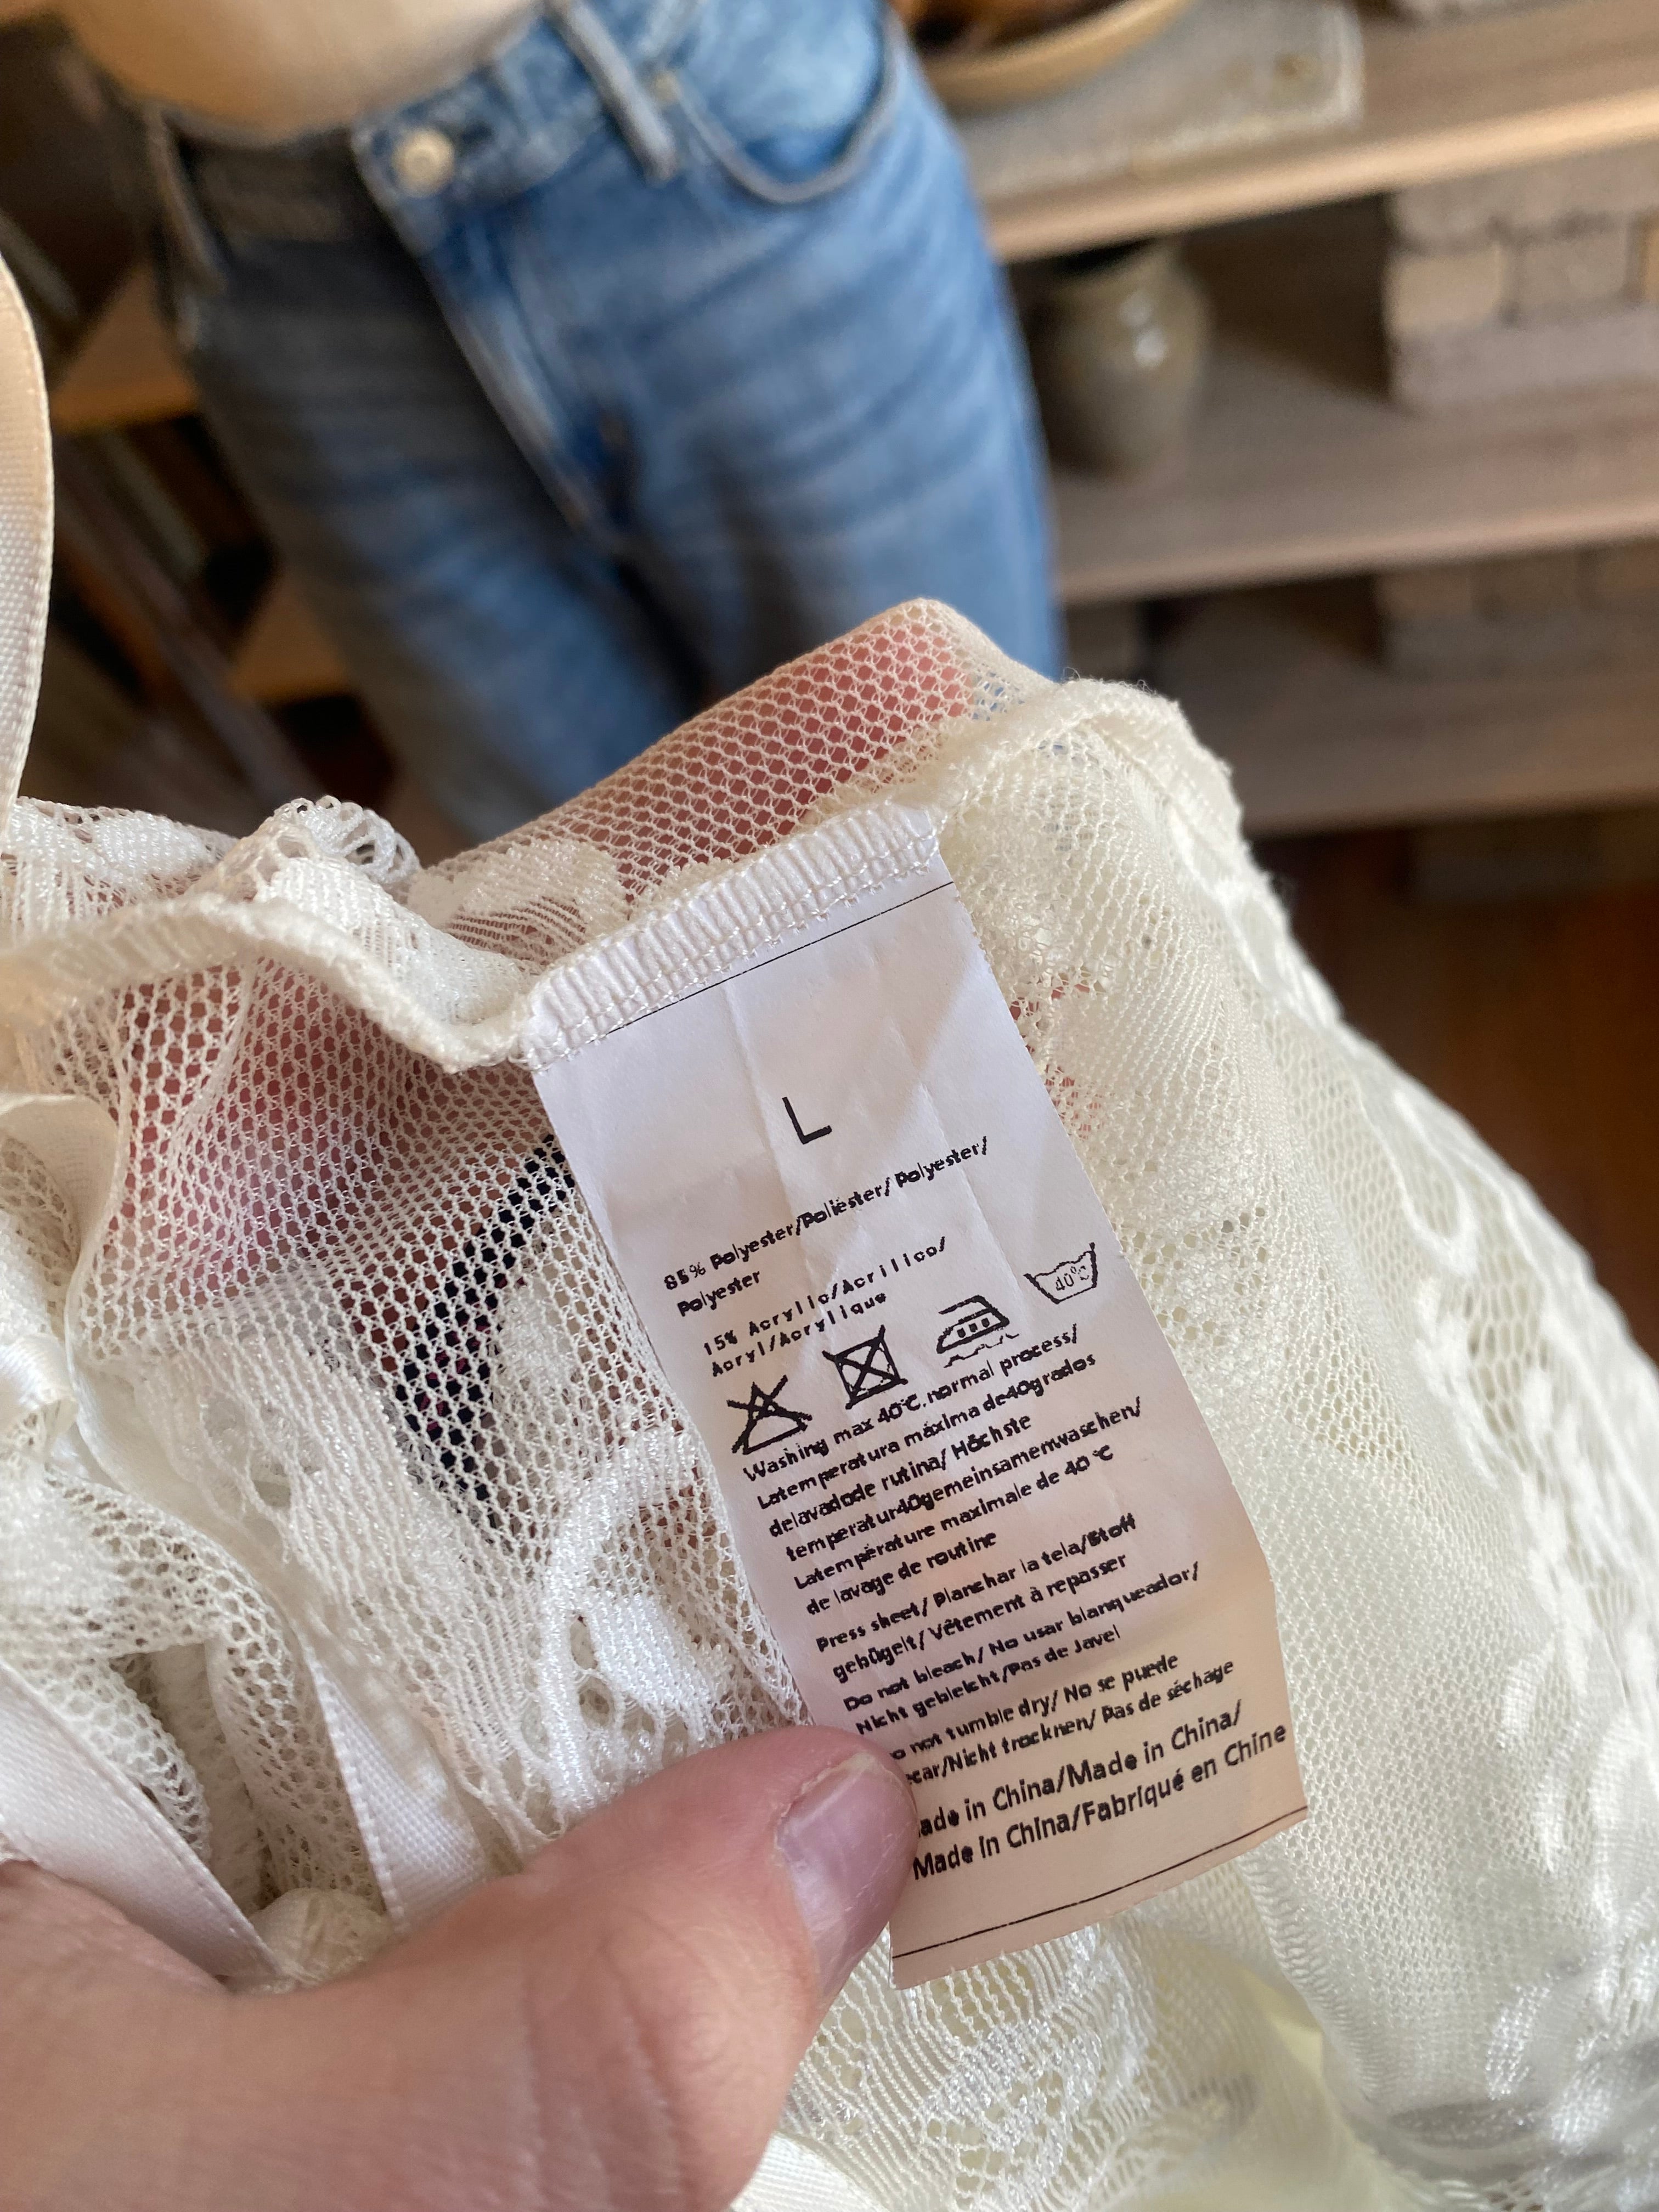 L
85% Polyester/Poliéster/Polyester/
Polyester
15% Acrylic/Acrílico/
Acryl/Acrylique
40°C
Washing max 40°C, normal process/
Latemperatura máxima de40grados
delavadode rutina/ Höchste
temperatur40gemeinsamenwaschen/
Latempérature maximale de 40 °C
de lavage de routine
Press sheet/ Planchar la tela/Stoff
gebügelt/ Vêtement à repasser
Do not bleach/ No usar blanqueador/
Nicht gebleicht/Pas de Javel
o not tumble dry/ No se puede
ecar/Nicht trocknen/ Pas de séchage
ade in China/Made in China/
Made in China/Fabriqué en Chine